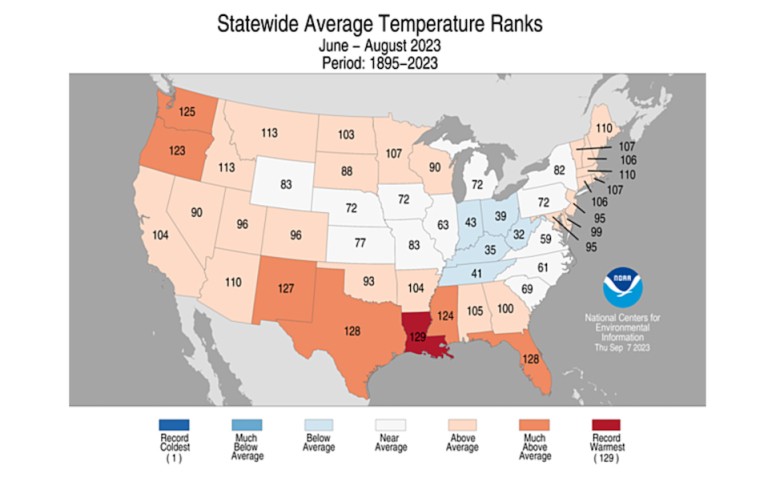 Statewide Average Temperature Ranks
June – August 2023
Period: 1895–2023
125
123
113
113
103
107
110
107
106
110
107
106
95
99
95
88
90
83
72
72
72
82
72
104
90
96
96
77
83
63
43
39
32
59
35
61
41
69
110
127
93
104
128
129
124
105
100
128
NOAA
National Centers for
Environmental
Information
Thu Sep 7 2023
Record
Coldest
(1)
Much
Below
Average
Below
Average
Near
Average
Above
Average
Much
Above
Average
Record
Warmest
(129)